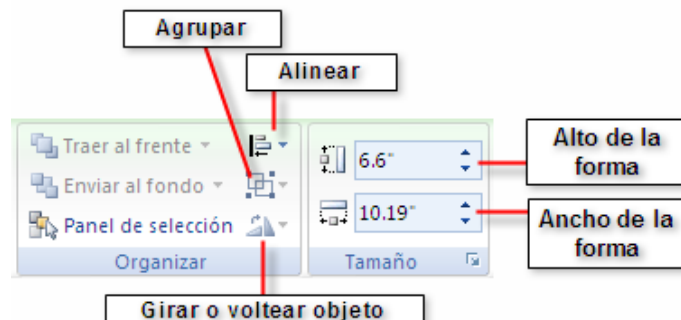 Agrupar
Alinear
Traer al frente
Enviar al fondo
Panel de selección
Organizar
6.6"
10.19"
Tamaño
Alto de la
forma
Ancho de la
forma
Girar o voltear objeto